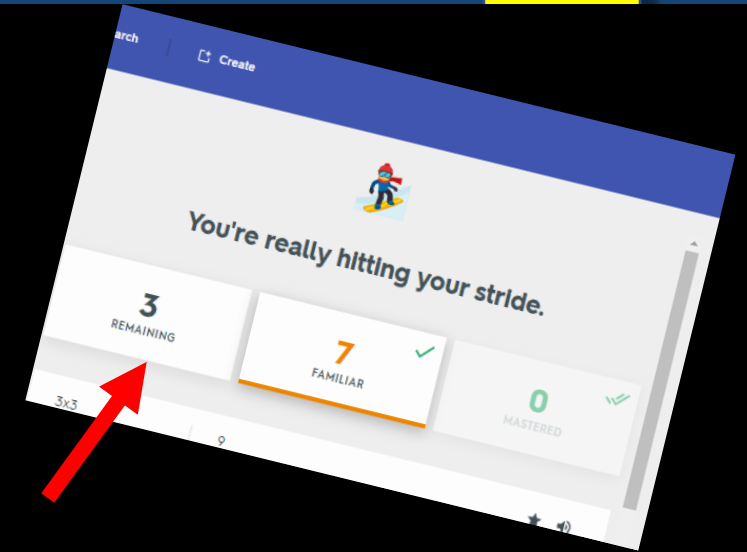 arch
Create
You're really hitting your stride.
3
REMAINING
7
FAMILIAR
0
MASTERED
3x3
9